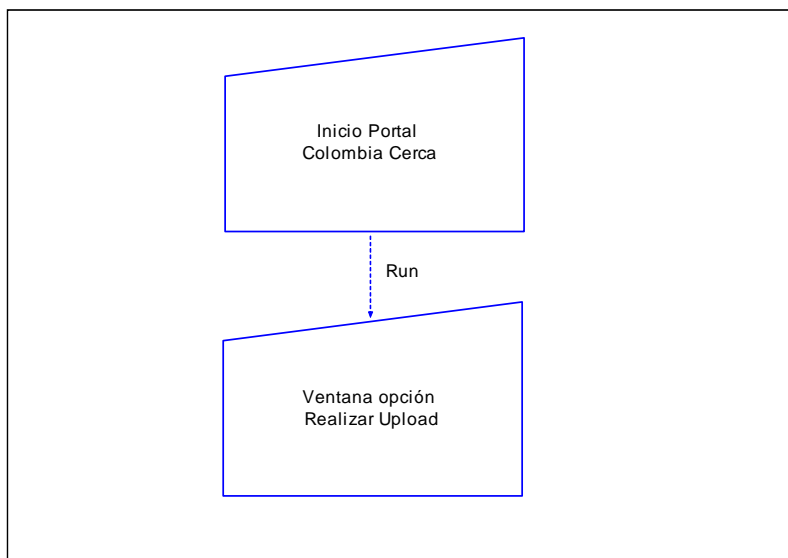 Inicio Portal
Colombia Cerca
Run
Ventana opción
Realizar Upload